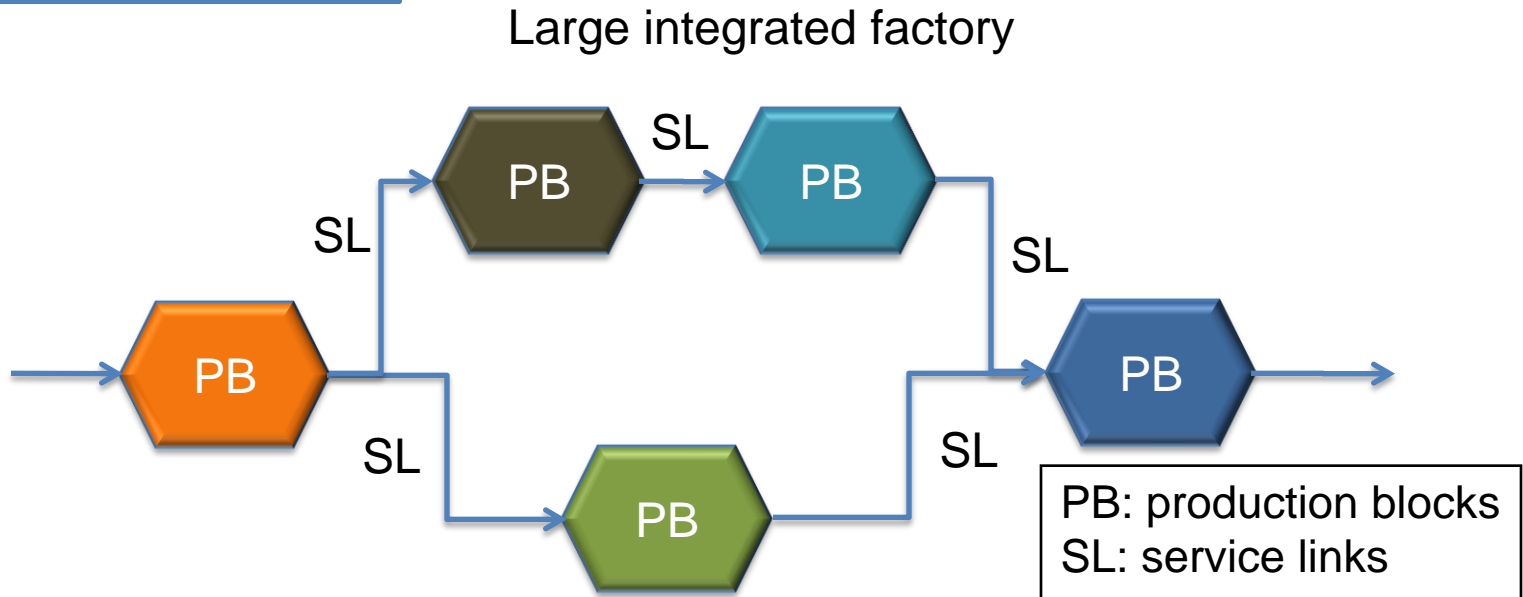 Large integrated factory
SL
PB
PB
SL
SL
PB
PB
SL
SL
PB
PB: production blocks
SL: service links